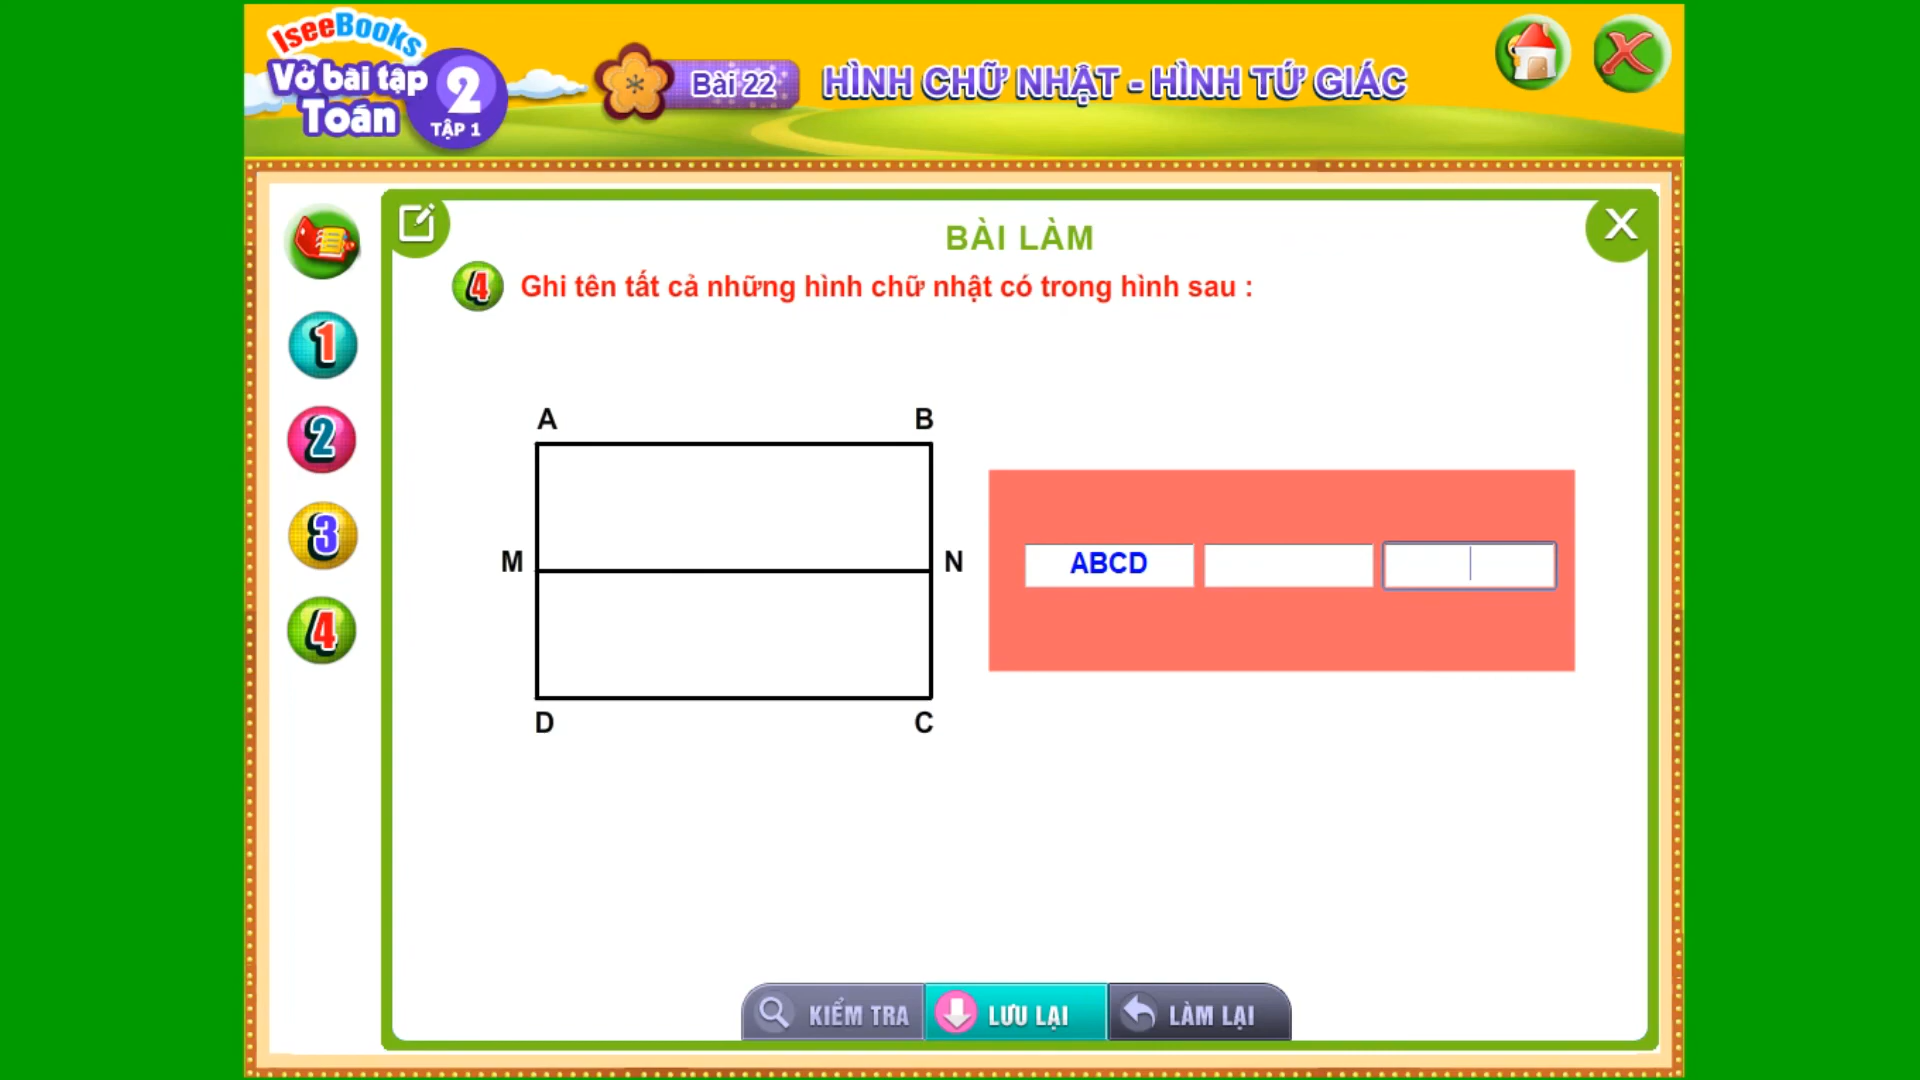 IseeBooks
Vở bài tập
Toán
2
TẬP 1
Bài 22
HÌNH CHỮ NHẬT - HÌNH TỨ GIÁC
1
2
3
4
BÀI LÀM
4 Ghi tên tất cả những hình chữ nhật có trong hình sau :
A B
M N
D C
ABCD
KIỂM TRA
LƯU LẠI
LÀM LẠI